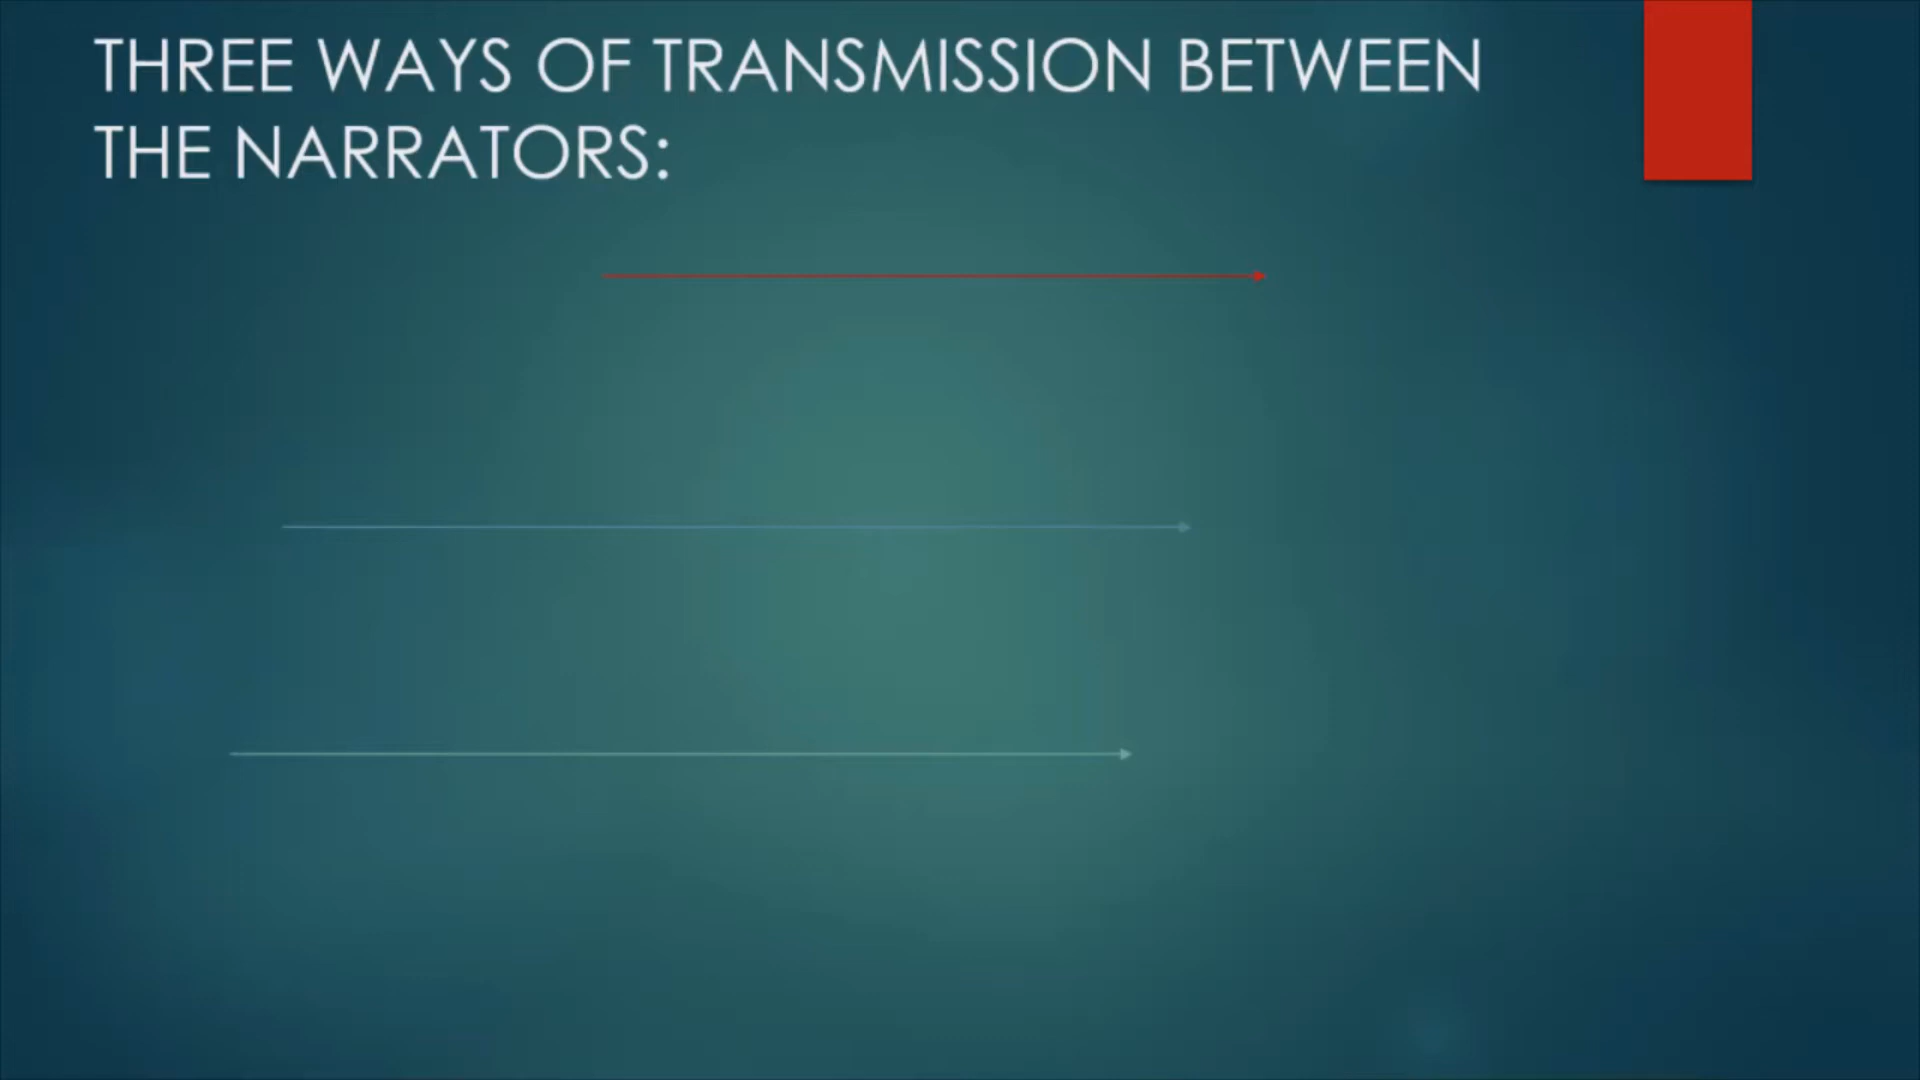 THREE WAYS OF TRANSMISSION BETWEEN
THE NARRATORS: